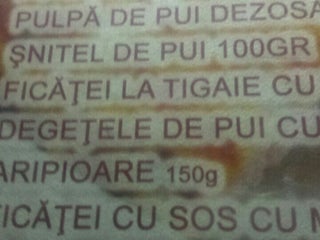 PULPĂ DE PUI DEZOSA
ŞNITEL DE PUI 100GR
FICĂŢEI LA TIGAIE CU
DEGEŢELE DE PUI CU
ARIPIOARE 150g
FICĂŢEI CU SOS CU M